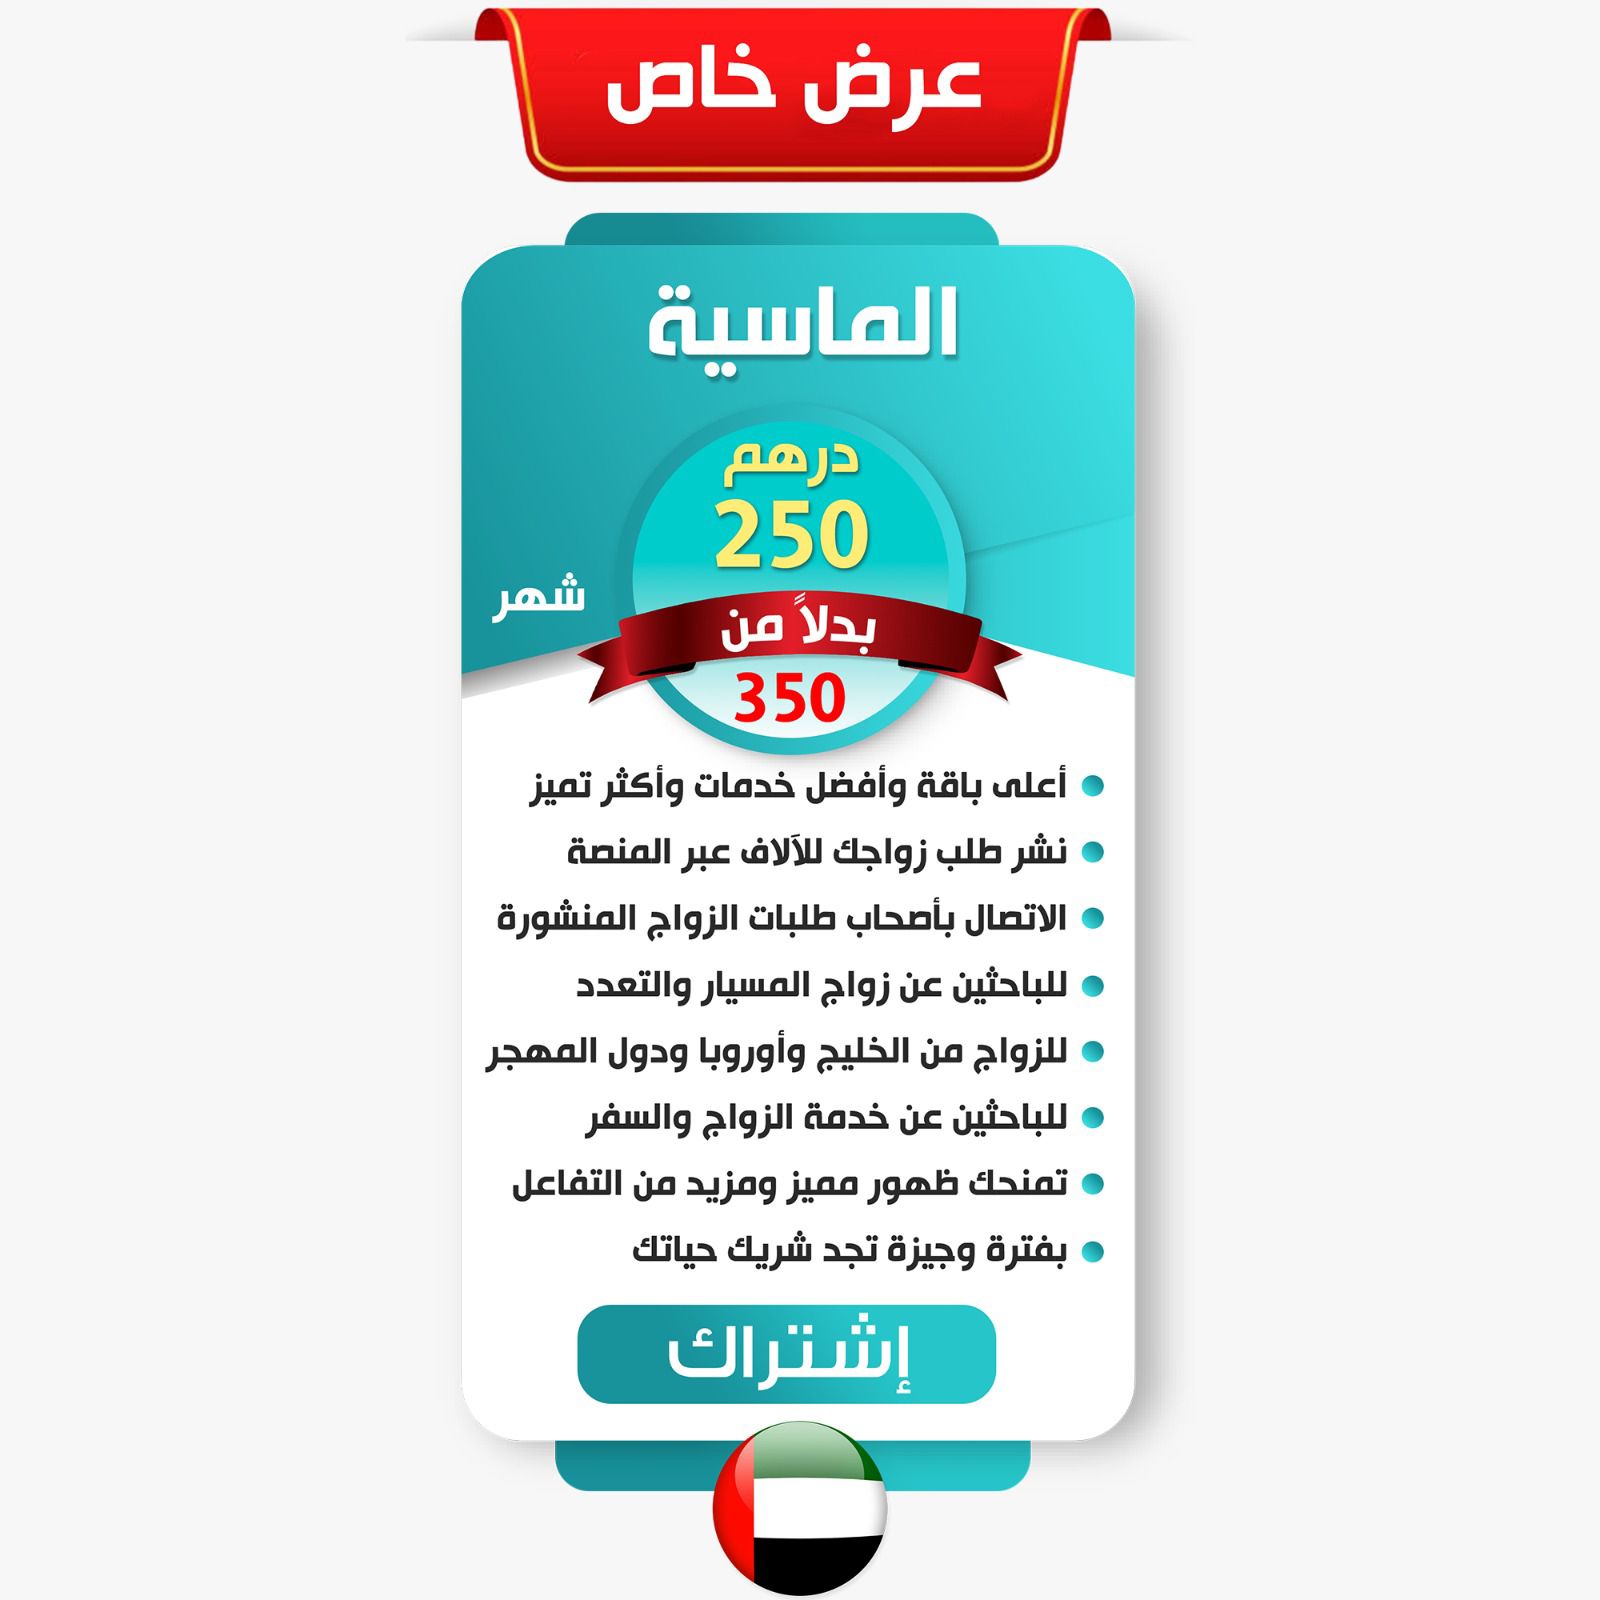 عرض خاص
الماسية
درهم
250
شهر
بدلاً من
350
أعلى باقة وأفضل خدمات وأكثر تميز
نشر طلب زواجك للآلاف عبر المنصة
الاتصال بأصحاب طلبات الزواج المنشورة
للباحثين عن زواج المسيار والتعدد
للزواج من الخليج وأوروبا ودول المهجر
للباحثين عن خدمة الزواج والسفر
تمنحك ظهور مميز ومزيد من التفاعل
بفترة وجيزة تجد شريك حياتك
إشتراك